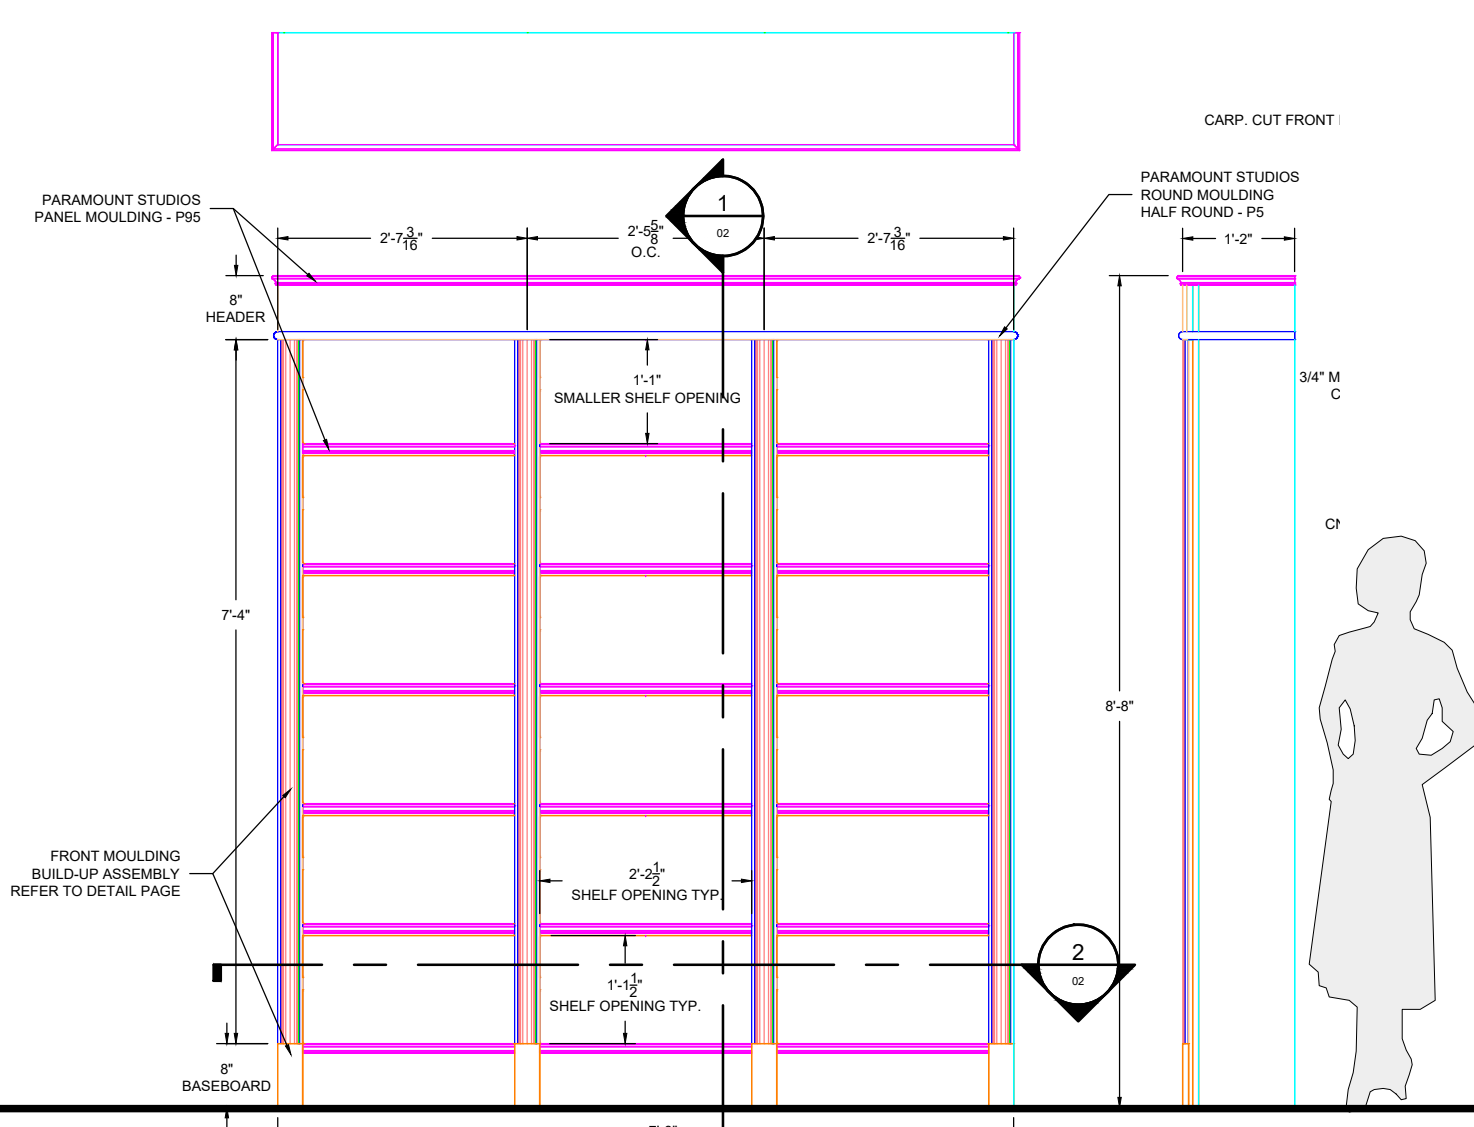 CARP. CUT FRONT
PARAMOUNT STUDIOS
PANEL MOULDING - P95
PARAMOUNT STUDIOS
ROUND MOULDING
HALF ROUND - P5
1
02
2'-7 3/16"
2'-5 5/8"
O.C.
2'-7 3/16"
1'-2"
8"
HEADER
1'-1"
SMALLER SHELF OPENING
3/4" M
C
7'-4"
8'-8"
FRONT MOULDING
BUILD-UP ASSEMBLY
REFER TO DETAIL PAGE
2'-2 1/2"
SHELF OPENING TYP.
2
02
1'-1 1/2"
SHELF OPENING TYP.
8"
BASEBOARD